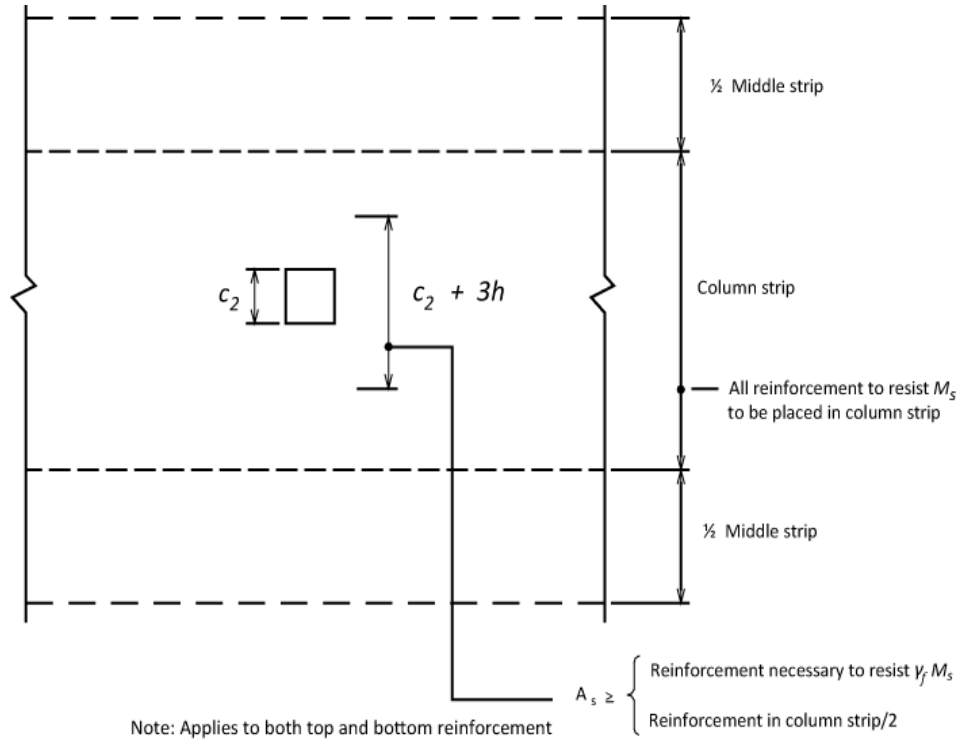 ½ Middle strip
c₂
c₂ + 3h
Column strip
All reinforcement to resist Mₛ
to be placed in column strip
½ Middle strip
Aₛ ≥
Reinforcement necessary to resist γ_f Mₛ
Reinforcement in column strip/2
Note: Applies to both top and bottom reinforcement